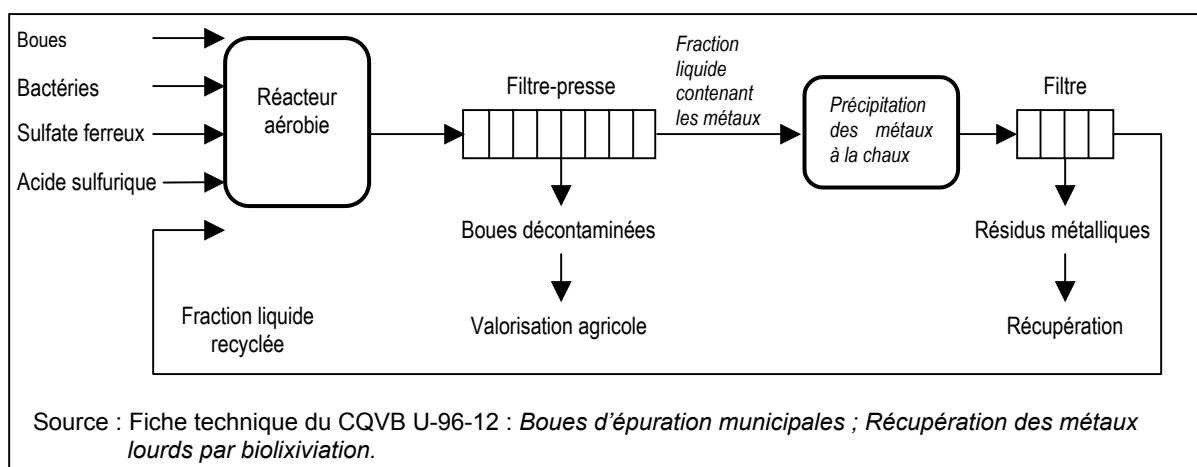 Boues
Bactéries
Sulfate ferreux
Acide sulfurique
Réacteur
aérobie
Filtre-presse
Fraction
liquide
contenant
les métaux
Précipitation
des métaux
à la chaux
Filtre
Boues décontaminées
Valorisation agricole
Résidus métalliques
Récupération
Fraction liquide
recyclée
Source : Fiche technique du CQVB U-96-12 : Boues d'épuration municipales ; Récupération des métaux
lourds par biolixiviation.